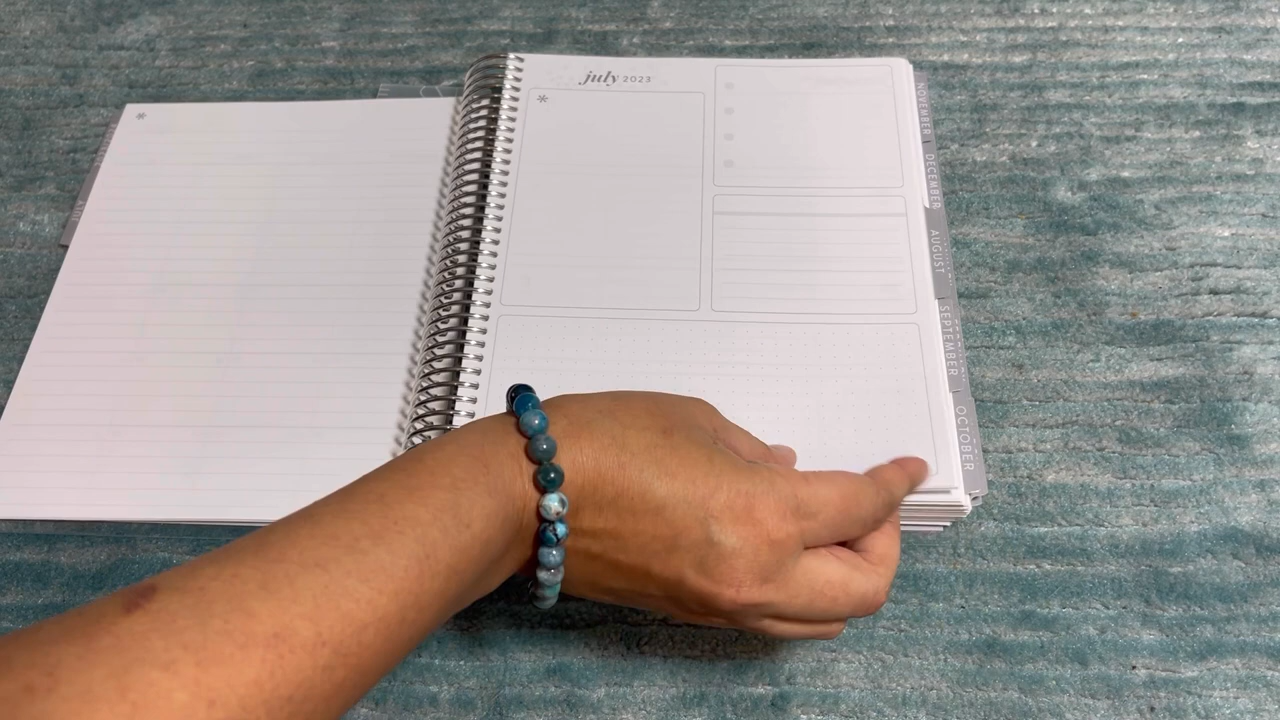 *
july 2023
*
NOVEMBER
DECEMBER
AUGUST
SEPTEMBER
OCTOBER